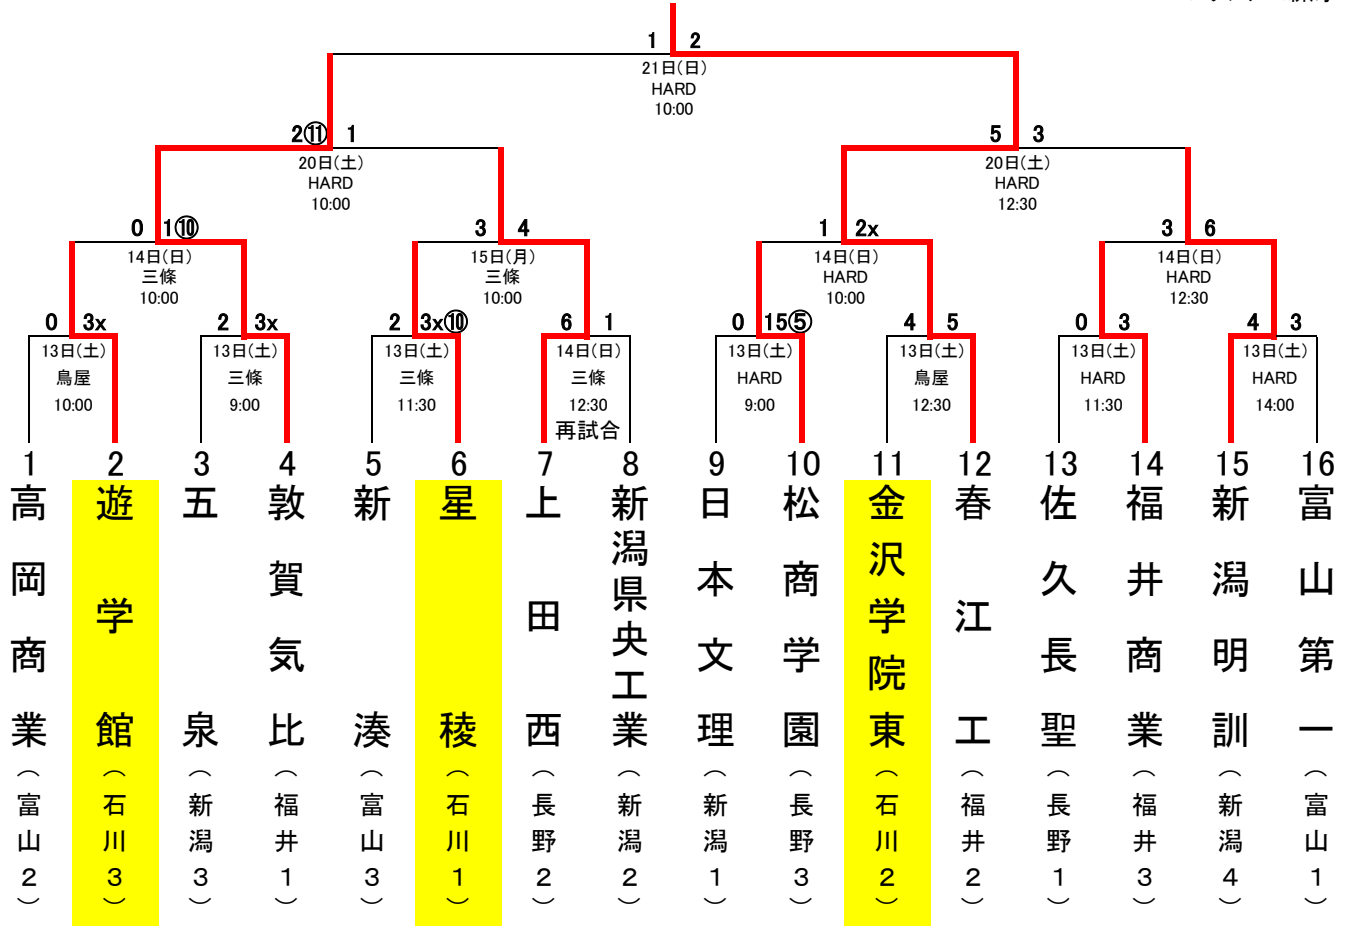 1 2
21日(日)
HARD
10:00
2⑪ 1
20日(土)
HARD
10:00
5 3
20日(土)
HARD
12:30
0 1⑩
14日(日)
三條
10:00
3 4
15日(月)
三條
10:00
1 2x
14日(日)
HARD
10:00
3 6
14日(日)
HARD
12:30
0 3x
13日(土)
鳥屋
10:00
2 3x
13日(土)
三條
9:00
2 3x⑩
13日(土)
三條
11:30
6 1
14日(日)
三條
12:30
再試合
0 15⑤
13日(土)
HARD
9:00
4 5
13日(土)
鳥屋
12:30
0 3
13日(土)
HARD
11:30
4 3
13日(土)
HARD
14:00
1
高岡商業
(富山2)
2
遊学館
(石川3)
3
五泉
(新潟3)
4
敦賀気比
(福井1)
5
新湊
(富山3)
6
星稜
(石川1)
7
上田西
(長野2)
8
新潟県央工業
(新潟2)
9
日本文理
(新潟1)
10
松商学園
(長野3)
11
金沢学院東
(石川2)
12
春江工
(福井2)
13
佐久長聖
(長野1)
14
福井商業
(福井3)
15
新潟明訓
(新潟4)
16
富山第一
(富山1)